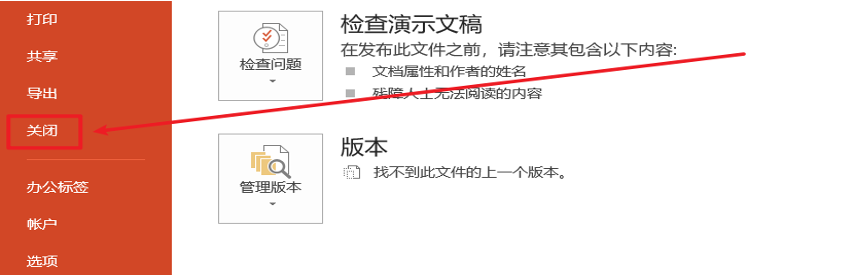 打印
共享
导出
关闭
办公标签
帐户
选项
检查问题
检查演示文稿
在发布此文件之前，请注意其包含以下内容:
文档属性和作者的姓名
残障人士无法阅读的内容
管理版本
版本
找不到此文件的上一个版本。